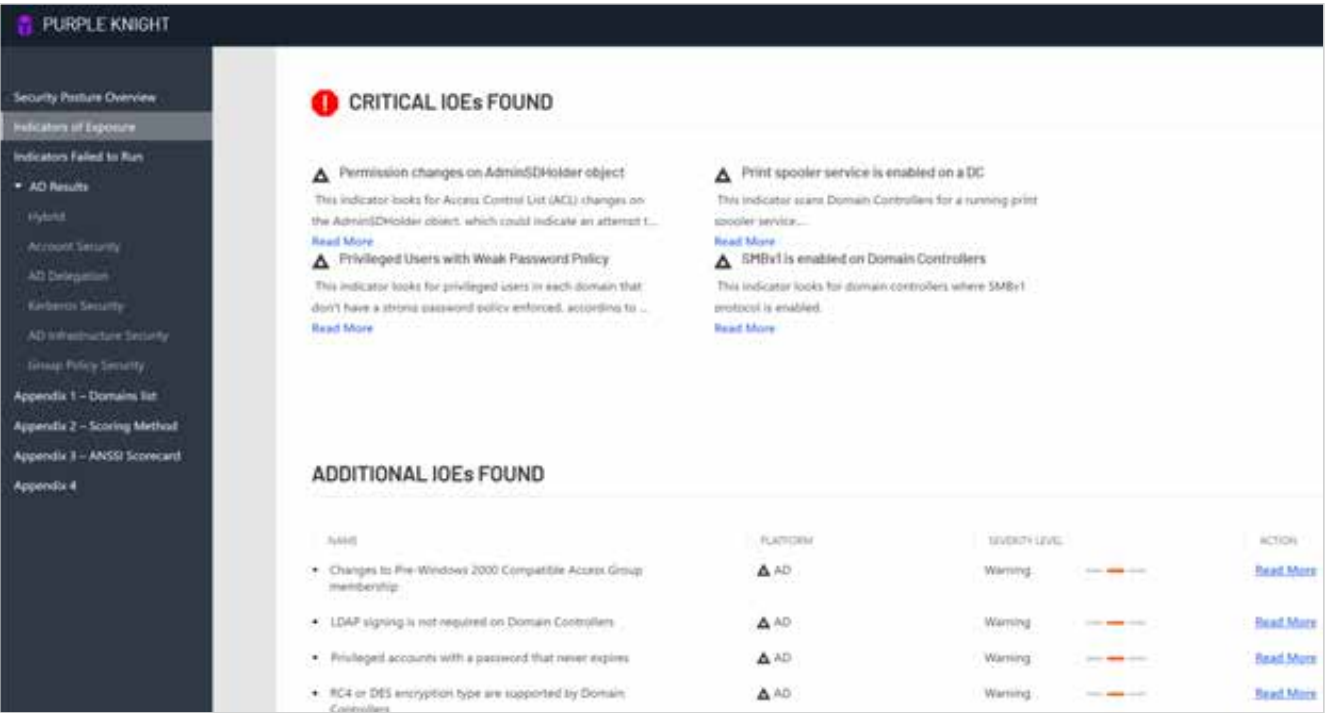 PURPLE KNIGHT
Security Posture Overview
Indicators of Exposure
Indicators Failed to Run
AD Results
Hybrid
Account Security
AD Delegation
Kerberos Security
AD Infrastructure Security
Group Policy Security
Appendix 1 – Domains list
Appendix 2 – Scoring Method
Appendix 3 – ANSSI Scorecard
Appendix 4
CRITICAL IOEs FOUND
Permission changes on AdminSDHolder object
This indicator looks for Access Control List (ACL) changes on
the AdminSDHolder object, which could indicate an attempt t...
Read More
Print spooler service is enabled on a DC
This indicator scans Domain Controllers for a running print
spooler service...
Read More
Privileged Users with Weak Password Policy
This indicator looks for privileged users in each domain that
don't have a strong password policy enforced, according to ...
Read More
SMBv1 is enabled on Domain Controllers
This indicator looks for domain controllers where SMBv1
protocol is enabled.
Read More
ADDITIONAL IOEs FOUND
NAME PLATFORM SEVERITY LEVEL ACTION
• Changes to Pre-Windows 2000 Compatible Access Group AD Warning Read More
membership
• LDAP signing is not required on Domain Controllers AD Warning Read More
• Privileged accounts with a password that never expires AD Warning Read More
• RC4 or DES encryption type are supported by Domain AD Warning Read More
Controllers